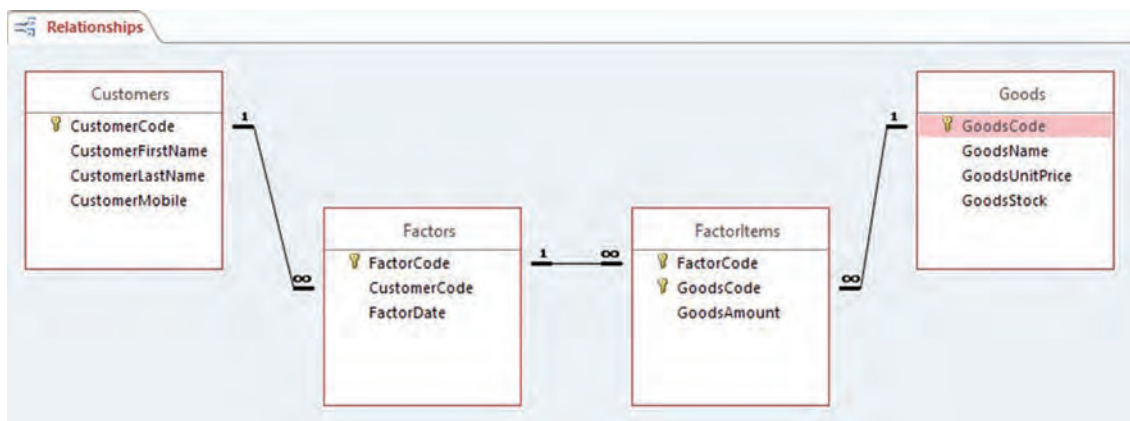 Relationships
Customers
CustomerCode
CustomerFirstName
CustomerLastName
CustomerMobile
1
∞
Factors
FactorCode
CustomerCode
FactorDate
1
∞
FactorItems
FactorCode
GoodsCode
GoodsAmount
∞
1
Goods
GoodsCode
GoodsName
GoodsUnitPrice
GoodsStock